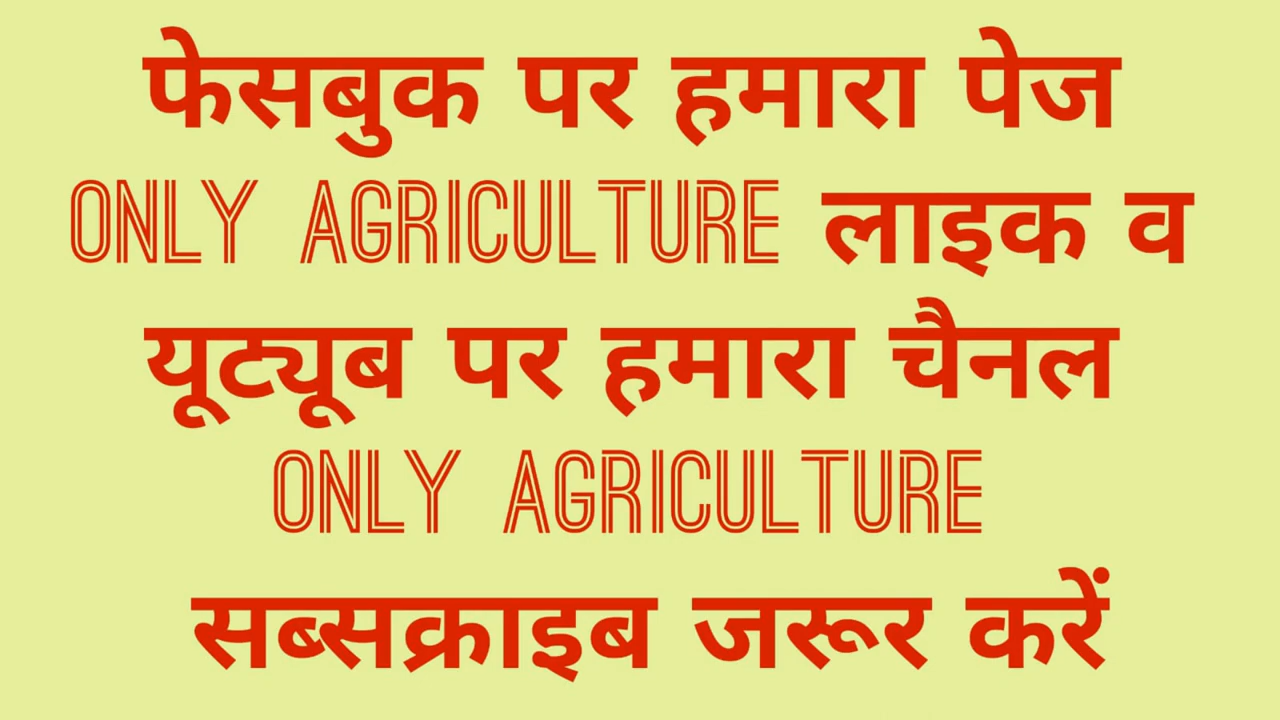 फेसबुक पर हमारा पेज
ONLY AGRICULTURE लाइक व
यूट्यूब पर हमारा चैनल
ONLY AGRICULTURE
सब्सक्राइब जरूर करें